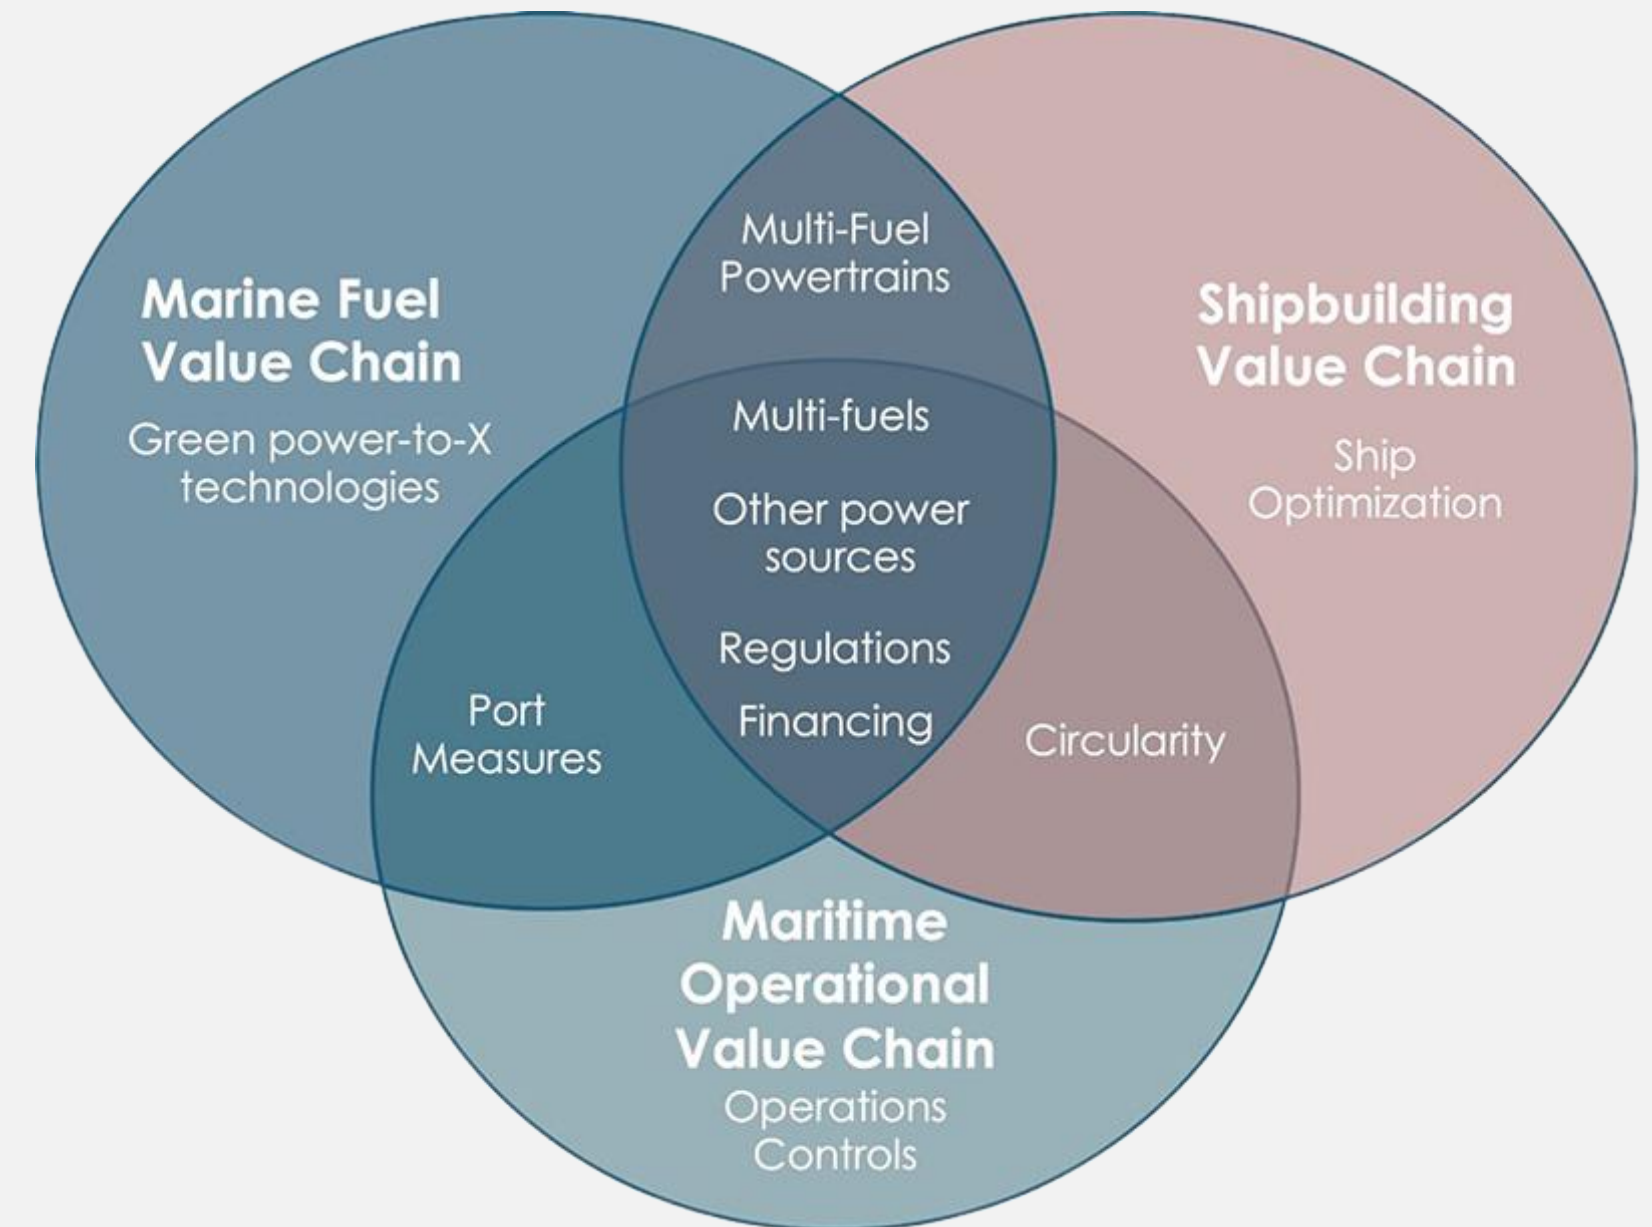 Multi-Fuel
Powertrains
Marine Fuel
Value Chain
Green power-to-X
technologies
Shipbuilding
Value Chain
Ship
Optimization
Multi-fuels
Other power
sources
Regulations
Financing
Port
Measures
Circularity
Maritime
Operational
Value Chain
Operations
Controls